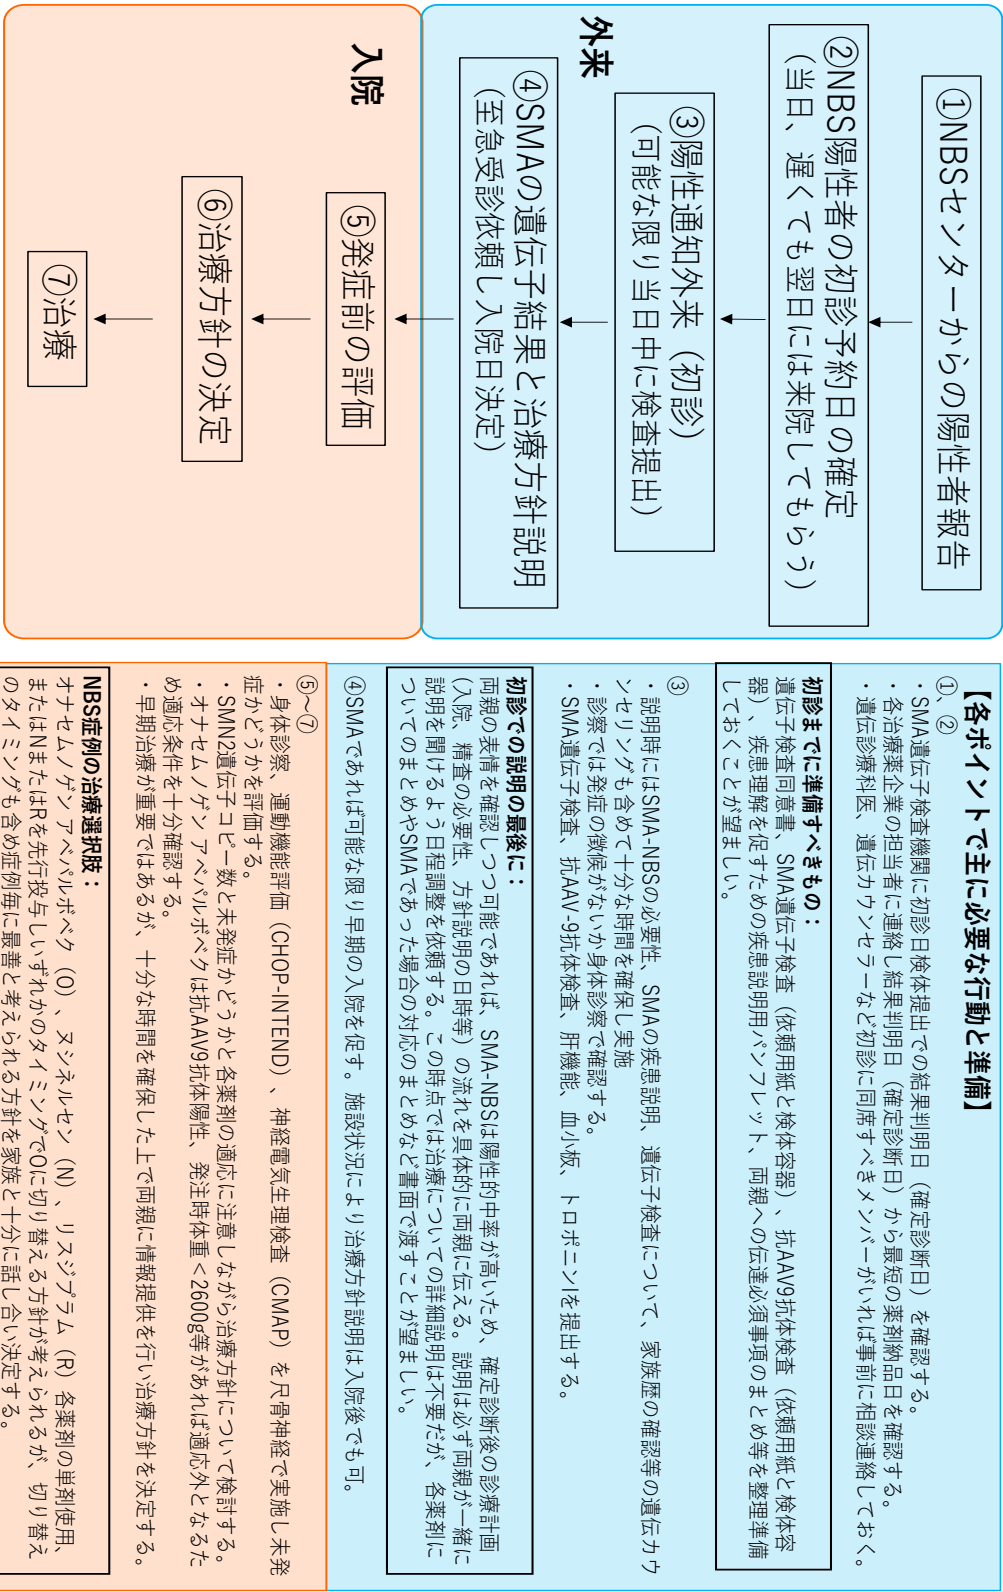 外来
①NBSセンターからの陽性者報告
②NBS陽性者の初診予約日の確定
（当日、遅くても翌日には来院してもらう）
③陽性通知外来（初診）
（可能な限り当日中に検査提出）
④SMAの遺伝子結果と治療方針説明
（至急受診依頼し入院日決定）
入院
⑤発症前の評価
⑥治療方針の決定
⑦治療
【各ポイントで主に必要な行動と準備】
①、②
・SMA遺伝子検査機関に初診日検体提出での結果判明日（確定診断日）を確認する。
・各治療薬企業の担当者に連絡し結果判明日（確定診断日）から最短の薬剤納品日を確認する。
・遺伝診療科医、遺伝カウンセラーなど初診に同席すべきメンバーがいれば事前に相談連絡しておく。
初診までに準備すべきもの：
遺伝子検査同意書、SMA遺伝子検査（依頼用紙と検体容器）、抗AAV9抗体検査（依頼用紙と検体容
器）、疾患理解を促すための疾患説明用パンフレット、両親への伝達必須事項のまとめ等を整理準備
しておくことが望ましい。
③
・説明時にはSMA-NBSの必要性、SMAの疾患説明、遺伝子検査について、家族歴の確認等の遺伝カウ
ンセリングも含めて十分な時間を確保し実施
・診察では発症の徴候がないか身体診察で確認する。
・SMA遺伝子検査、抗AAV-9抗体検査、肝機能、血小板、トロポニンIを提出する。
初診での説明の最後に：
両親の表情を確認しつつ可能であれば、SMA-NBSは陽性的中率が高いため、確定診断後の診療計画
（入院、精査の必要性、方針説明の日時等）の流れを具体的に両親に伝える。説明は必ず両親が一緒に
説明を聞けるよう日程調整を依頼する。この時点では治療についての詳細説明は不要だが、各薬剤に
ついてのまとめやSMAであった場合の対応のまとめなど書面で渡すことが望ましい。
④SMAであれば可能な限り早期の入院を促す。施設状況により治療方針説明は入院後でも可。
⑤～⑦
・身体診察、運動機能評価（CHOP-INTEND）、神経電気生理検査（CMAP）を尺骨神経で実施し未発
症かどうかを評価する。
・SMN2遺伝子コピー数と未発症かどうかと各薬剤の適応に注意しながら治療方針について検討する。
・オナセムノゲン アベパルボベクは抗AAV9抗体陽性、発注時体重＜2600g等があれば適応外となるた
め適応条件を十分確認する。
・早期治療が重要ではあるが、十分な時間を確保した上で両親に情報提供を行い治療方針を決定する。
NBS症例の治療選択肢：
オナセムノゲン アベパルボベク（O）、ヌシネルセン（N）、リスジプラム（R）各薬剤の単剤使用、
またはNまたはRを先行投与しいずれかのタイミングでOに切り替える方針が考えられるが、切り替え
のタイミングも含め症例毎に最善と考えられる方針を家族と十分に話し合い決定する。